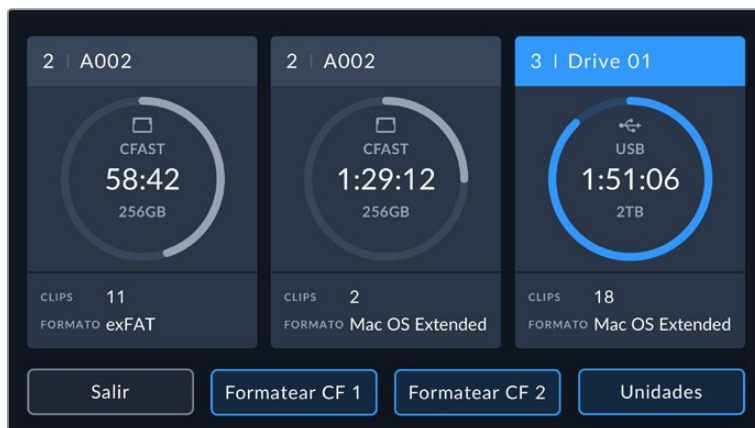 2 | A002
CFAST
58:42
256GB
CLIPS 11
FORMATO exFAT
2 | A002
CFAST
1:29:12
256GB
CLIPS 2
FORMATO Mac OS Extended
3 | Drive 01
USB
1:51:06
2TB
CLIPS 18
FORMATO Mac OS Extended
Salir
Formatear CF 1
Formatear CF 2
Unidades